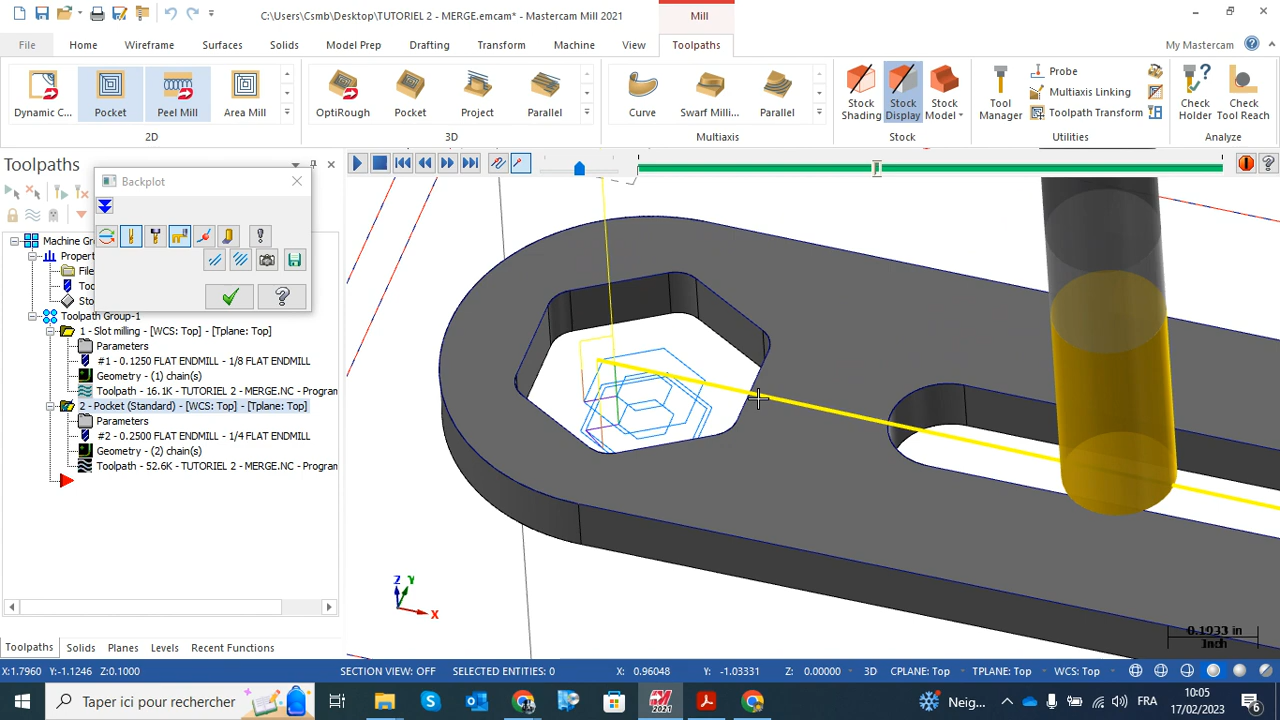 C:\Users\Csmb\Desktop\TUTORIEL 2 - MERGE.emcam* - Mastercam Mill 2021
Mill
File
Home
Wireframe
Surfaces
Solids
Model Prep
Drafting
Transform
Machine
View
Toolpaths
My Mastercam
Dynamic C...
Pocket
Peel Mill
Area Mill
2D
OptiRough
Pocket
Project
Parallel
3D
Curve
Swarf Milli...
Parallel
Multiaxis
Stock Shading
Stock Display
Stock Model
Stock
Tool Manager
Probe
Multiaxis Linking
Toolpath Transform
Utilities
Check Holder
Check Tool Reach
Analyze
Toolpaths
Backplot
Machine Gr
Proper
File
Too
Sto
Toolpath Group-1
1 - Slot milling - [WCS: Top] - [Tplane: Top]
Parameters
#1 - 0.1250 FLAT ENDMILL - 1/8 FLAT ENDMILL
Geometry - (1) chain(s)
Toolpath - 16.1K - TUTORIEL 2 - MERGE.NC - Program
2 - Pocket (Standard) - [WCS: Top] - [Tplane: Top]
Parameters
#2 - 0.2500 FLAT ENDMILL - 1/4 FLAT ENDMILL
Geometry - (2) chain(s)
Toolpath - 52.6K - TUTORIEL 2 - MERGE.NC - Program
Z
Y
X
0.1933 in
Inch
Toolpaths
Solids
Planes
Levels
Recent Functions
X:1.7960 Y:-1.1246 Z:0.1000
SECTION VIEW: OFF
SELECTED ENTITIES: 0
X: 0.96048
Y: -1.03331
Z: 0.00000
3D
CPLANE: Top
TPLANE: Top
WCS: Top
Taper ici pour rechercher
2021
Neig...
FRA
10:05
17/02/2023
6